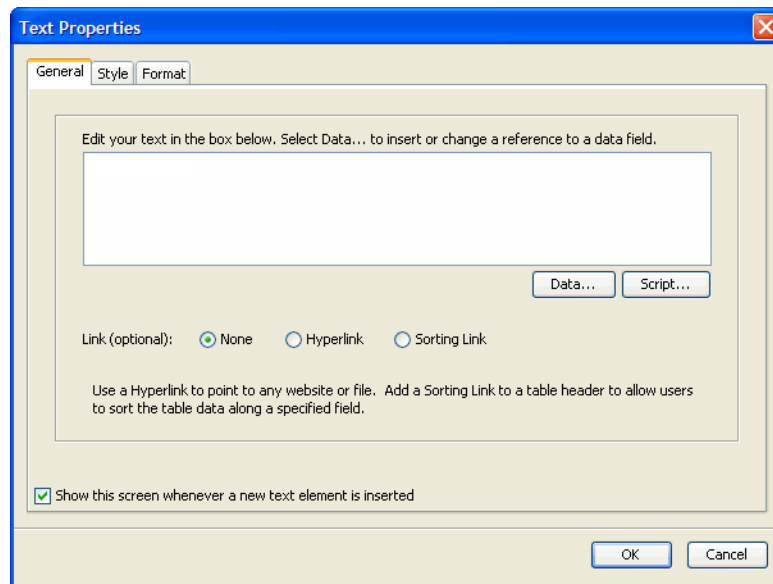 Text Properties
General Style Format
Edit your text in the box below. Select Data... to insert or change a reference to a data field.
Data... Script...
Link (optional): None Hyperlink Sorting Link
Use a Hyperlink to point to any website or file. Add a Sorting Link to a table header to allow users
to sort the table data along a specified field.
Show this screen whenever a new text element is inserted
OK Cancel